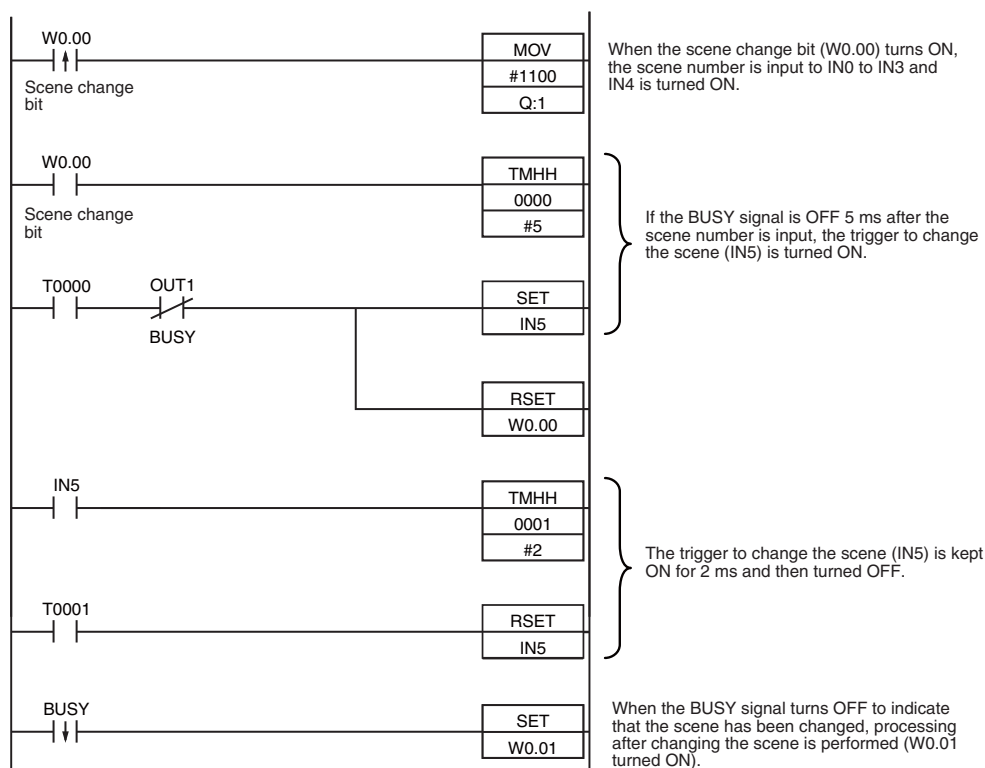 W0.00
Scene change
bit
MOV
#1100
Q:1
When the scene change bit (W0.00) turns ON,
the scene number is input to IN0 to IN3 and
IN4 is turned ON.
W0.00
Scene change
bit
TMHH
0000
#5
If the BUSY signal is OFF 5 ms after the
scene number is input, the trigger to change
the scene (IN5) is turned ON.
T0000
OUT1
BUSY
SET
IN5
RSET
W0.00
IN5
TMHH
0001
#2
The trigger to change the scene (IN5) is kept
ON for 2 ms and then turned OFF.
T0001
RSET
IN5
BUSY
SET
W0.01
When the BUSY signal turns OFF to indicate
that the scene has been changed, processing
after changing the scene is performed (W0.01
turned ON).